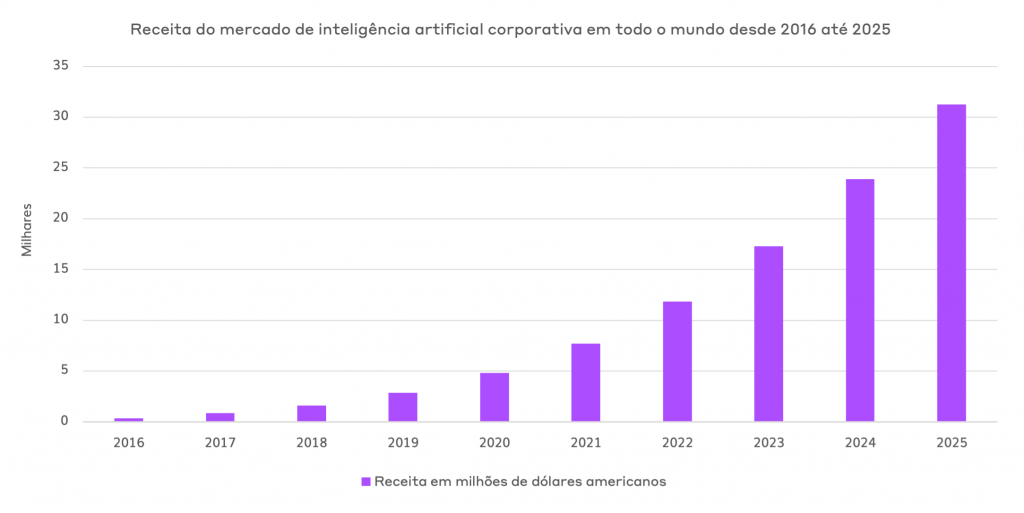 Receita do mercado de inteligência artificial corporativa em todo o mundo desde 2016 até 2025
Milhares
35
30
25
20
15
10
5
0
2016 2017 2018 2019 2020 2021 2022 2023 2024 2025
Receita em milhões de dólares americanos